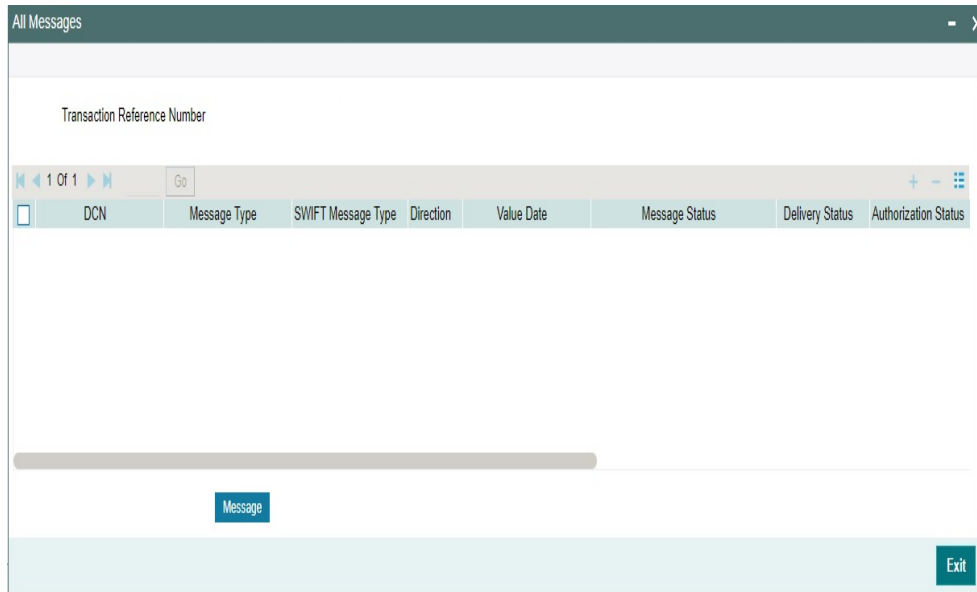 All Messages
Transaction Reference Number
1 Of 1 Go
DCN Message Type SWIFT Message Type Direction Value Date Message Status Delivery Status Authorization Status
Message
Exit